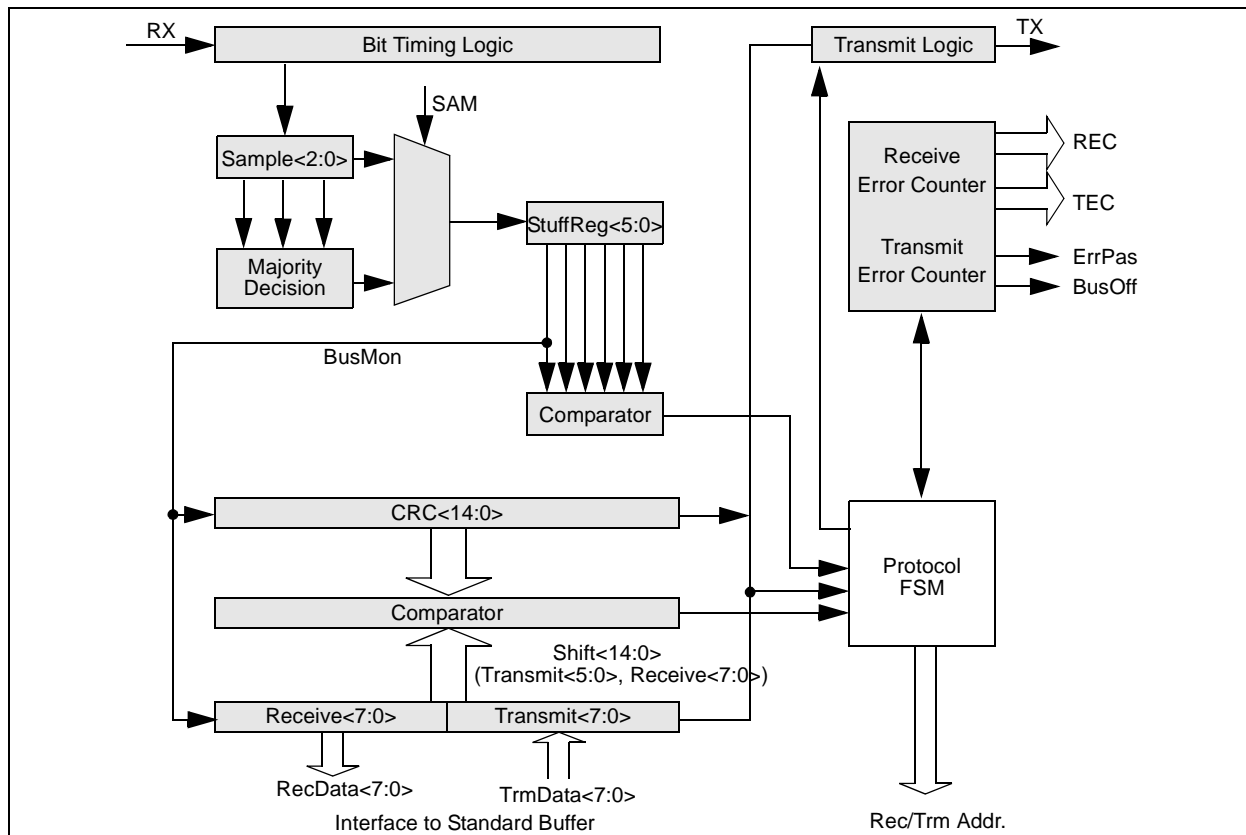 RX
Bit Timing Logic
Transmit Logic
TX
SAM
Sample<2:0>
Receive
Error Counter
REC
TEC
StuffReg<5:0>
Majority
Decision
Transmit
Error Counter
ErrPas
BusOff
BusMon
Comparator
CRC<14:0>
Protocol
FSM
Comparator
Shift<14:0>
(Transmit<5:0>, Receive<7:0>)
Receive<7:0>
Transmit<7:0>
RecData<7:0>
TrmData<7:0>
Interface to Standard Buffer
Rec/Trm Addr.